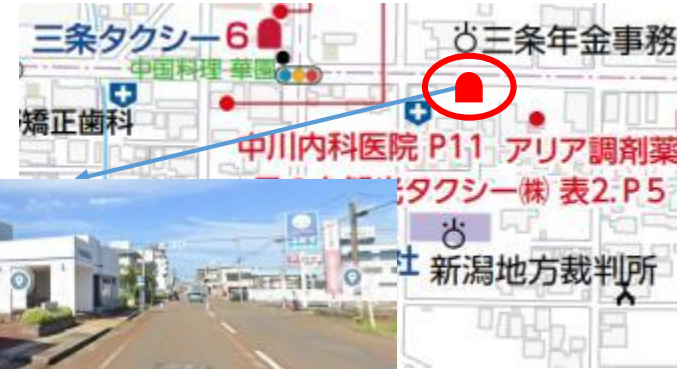 三条タクシー 6
中国料理 華園
三条年金事務
矯正歯科
中川内科医院 P11
アリア調剤薬
タクシー㈱ 表2.P5
社
新潟地方裁判所